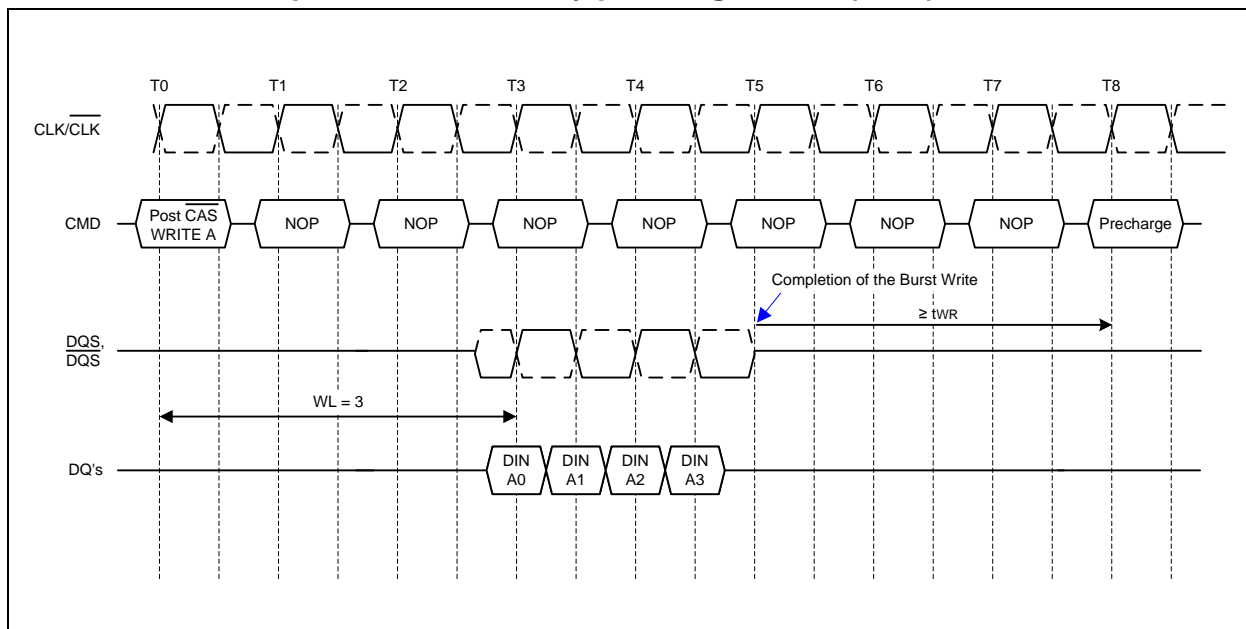 T0 T1 T2 T3 T4 T5 T6 T7 T8
CLK/CLK
CMD
Post CAS
WRITE A
NOP NOP NOP NOP NOP NOP NOP Precharge
Completion of the Burst Write
≥ tWR
DQS,
DQS
WL = 3
DQ's
DIN DIN DIN DIN
A0 A1 A2 A3